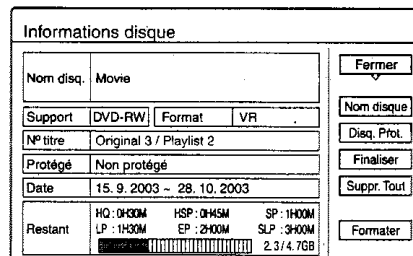 Informations disque
Nom disq. Movie
Support DVD-RW Format VR
Nº titre Original 3 / Playlist 2
Protégé Non protégé
Date 15. 9. 2003 ~ 28. 10. 2003
Restant
HQ : 0H30M HSP : 0H45M SP : 1H00M
LP : 1H30M EP : 2H00M SLP : 3H00M
2.3 / 4.7GB
Fermer
Nom disque
Disq. Prot.
Finaliser
Suppr. Tout
Formater